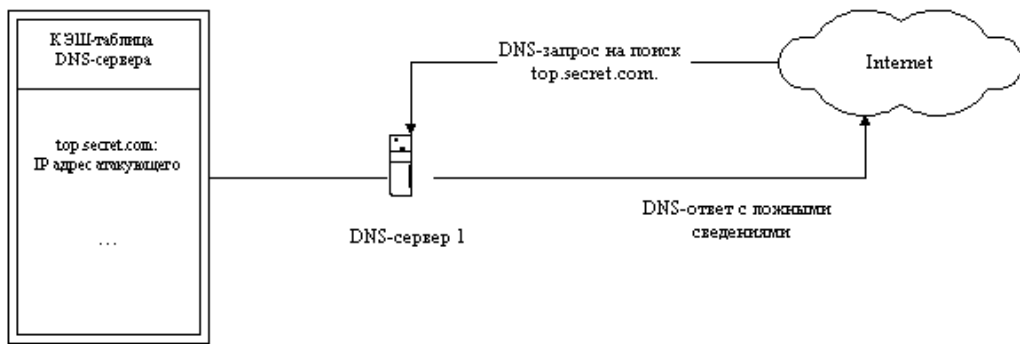 КЭШ-таблица
DNS-сервера
top.secret.com:
IP адрес атакующего
...
DNS-запрос на поиск
top.secret.com.
Internet
DNS-сервер 1
DNS-ответ с ложными
сведениями